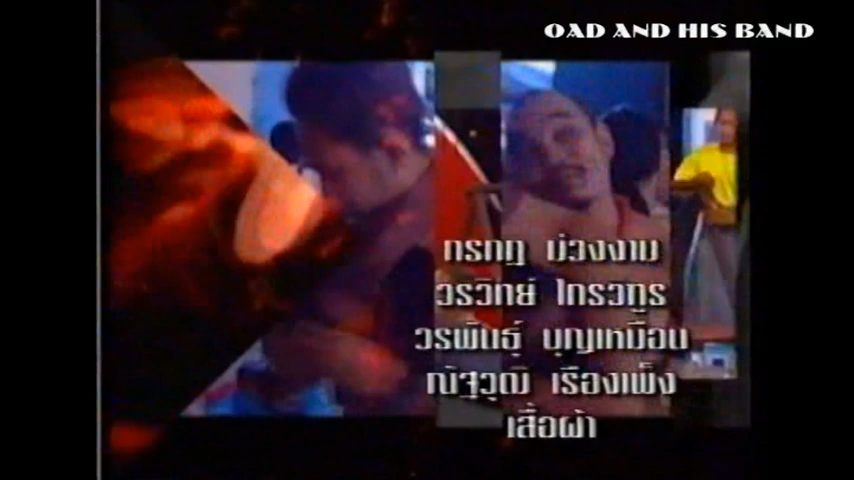 OAD AND HIS BAND
กรกฎ ม่วงงาม
วรวิทย์ ไกรวกูร
วรพันธุ์ บุญเหมือน
ณัฐวุฒิ เรืองเพ็ง
เสื้อผ้า